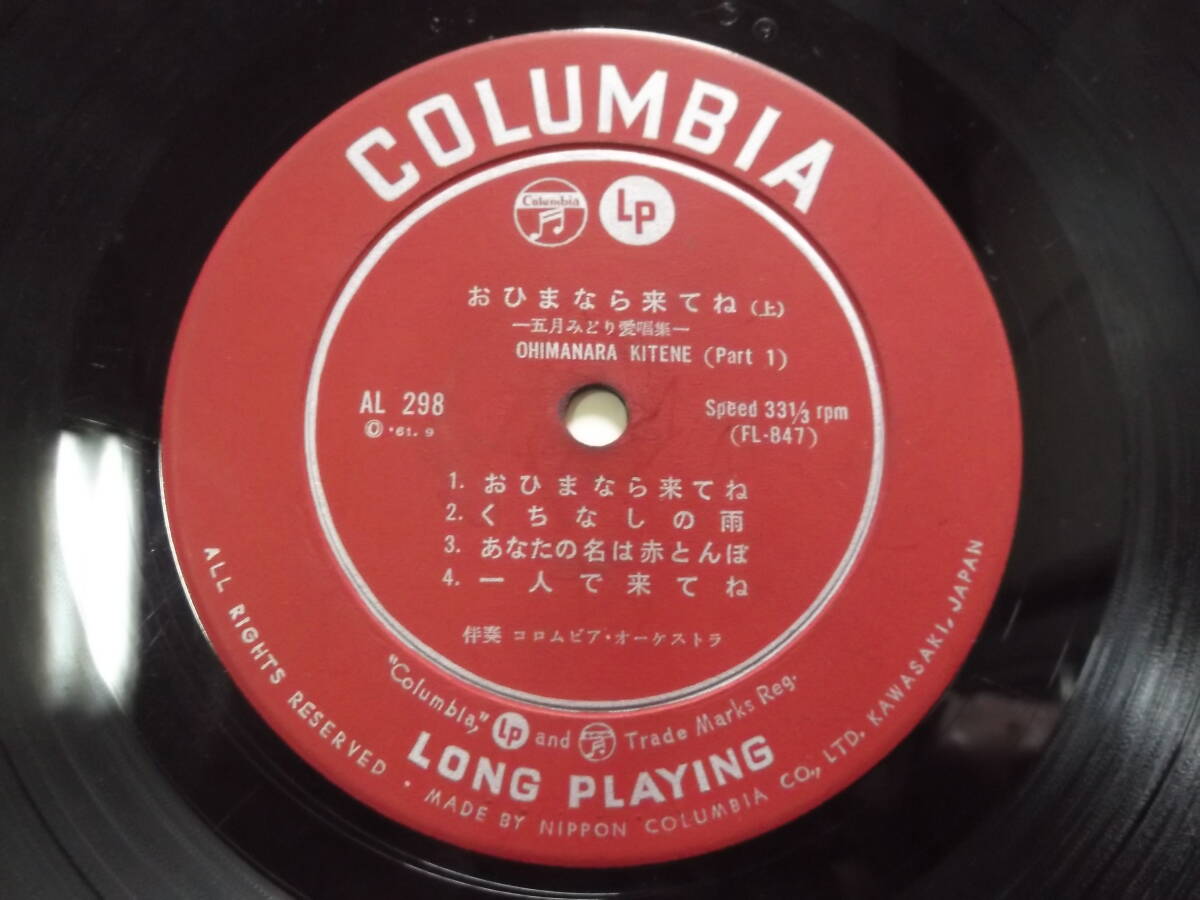 COLUMBIA
Columbia LP
おひまなら来てね（上）
—五月みどり愛唱集—
OHIMANARA KITENE (Part 1)
AL 298
Ⓒ '61. 9
Speed 33 1/3 rpm
(FL-847)
1. おひまなら来てね
2. くちなしの雨
3. あなたの名は赤とんぼ
4. 一人で来てね
伴奏 コロムビア・オーケストラ
"Columbia," LP and Trade Marks Reg.
LONG PLAYING
ALL RIGHTS RESERVED · MADE BY NIPPON COLUMBIA CO., LTD. KAWASAKI, JAPAN